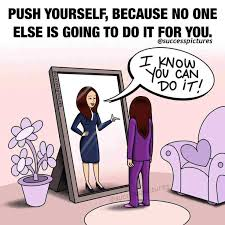 PUSH YOURSELF, BECAUSE NO ONE
ELSE IS GOING TO DO IT FOR YOU.
@successpictures
I KNOW
YOU CAN
DO IT!